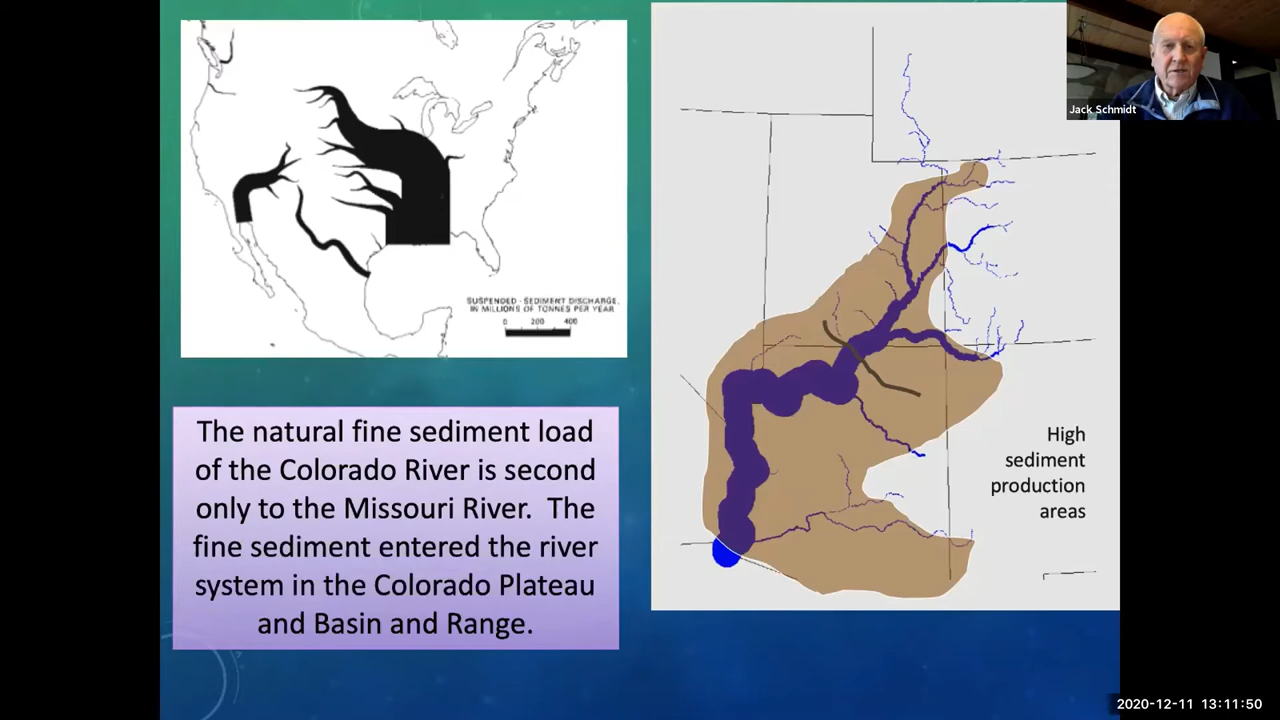 SUSPENDED-SEDIMENT DISCHARGE,
IN MILLIONS OF TONNES PER YEAR
0 200 400
The natural fine sediment load
of the Colorado River is second
only to the Missouri River. The
fine sediment entered the river
system in the Colorado Plateau
and Basin and Range.
High
sediment
production
areas
Jack Schmidt
2020-12-11 13:11:50